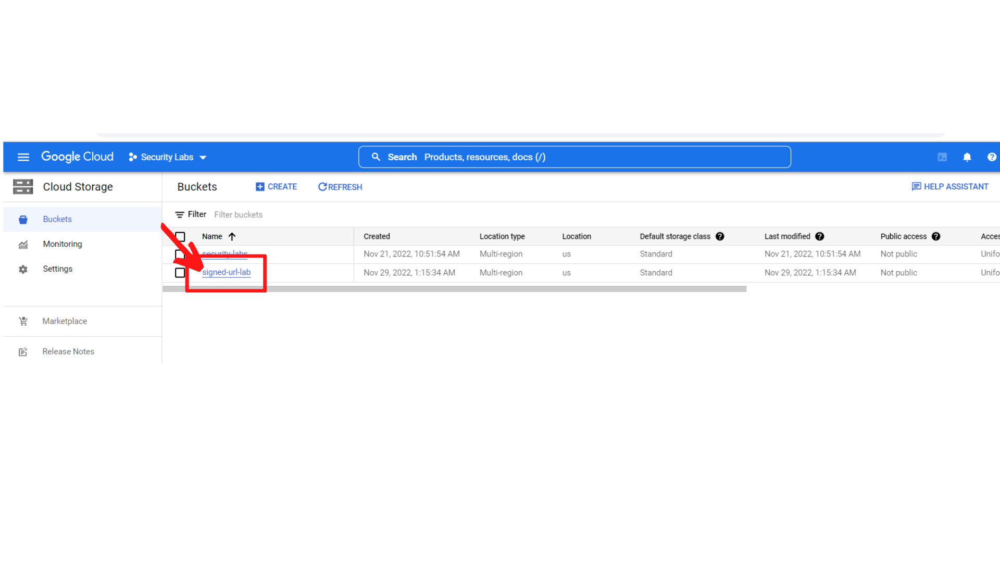 Google Cloud Security Labs Search Products, resources, docs (/)
Cloud Storage Buckets CREATE REFRESH HELP ASSISTANT
Buckets
Filter Filter buckets
Name Created Location type Location Default storage class Last modified Public access
Monitoring
security-labs Nov 21, 2022, 10:51:54 AM Multi-region us Standard Nov 21, 2022, 10:51:54 AM Not public
Settings
signed-url-lab Nov 29, 2022, 1:15:34 AM Multi-region us Standard Nov 29, 2022, 1:15:34 AM Not public
Marketplace
Release Notes